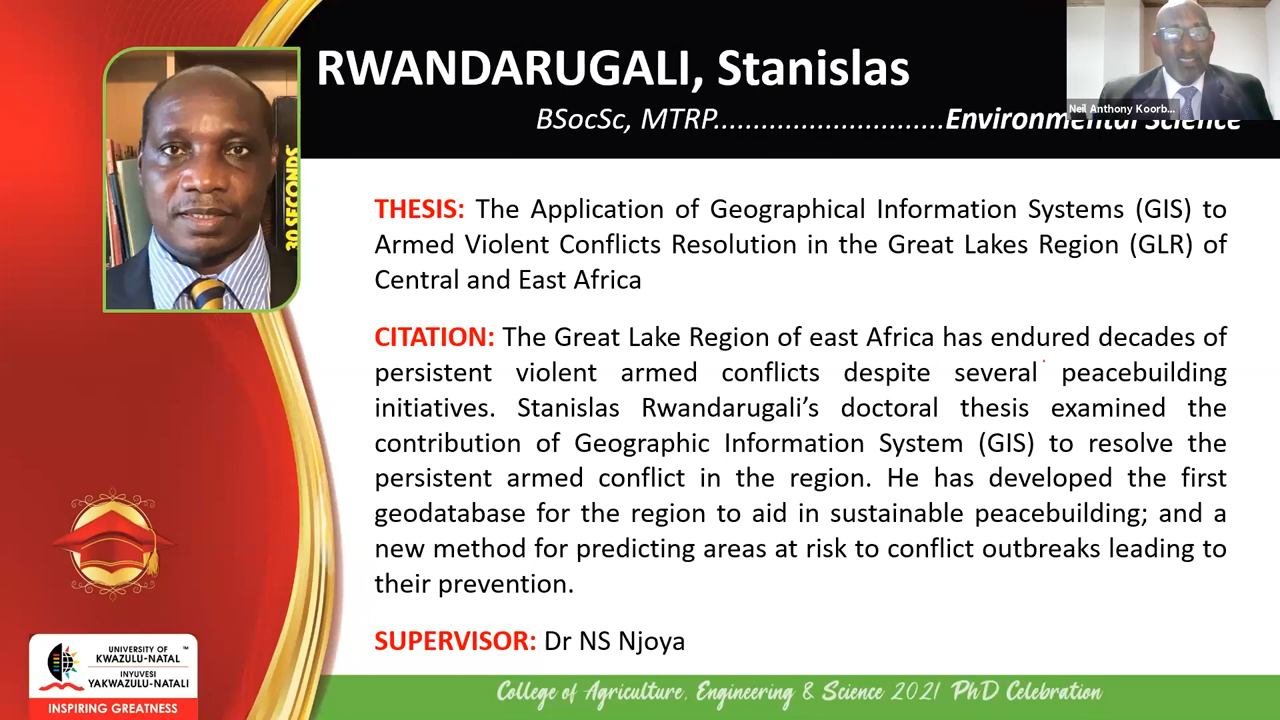 RWANDARUGALI, Stanislas
Neil Anthony Koorb...
BSocSc, MTRP............................Environmental Science
30 SECONDS
THESIS: The Application of Geographical Information Systems (GIS) to
Armed Violent Conflicts Resolution in the Great Lakes Region (GLR) of
Central and East Africa
CITATION: The Great Lake Region of east Africa has endured decades of
persistent violent armed conflicts despite several peacebuilding
initiatives. Stanislas Rwandarugali’s doctoral thesis examined the
contribution of Geographic Information System (GIS) to resolve the
persistent armed conflict in the region. He has developed the first
geodatabase for the region to aid in sustainable peacebuilding; and a
new method for predicting areas at risk to conflict outbreaks leading to
their prevention.
SUPERVISOR: Dr NS Njoya
UNIVERSITY OF ™
KWAZULU-NATAL
INYUVESI
YAKWAZULU-NATALI
INSPIRING GREATNESS
College of Agriculture, Engineering & Science 2021 PhD Celebration